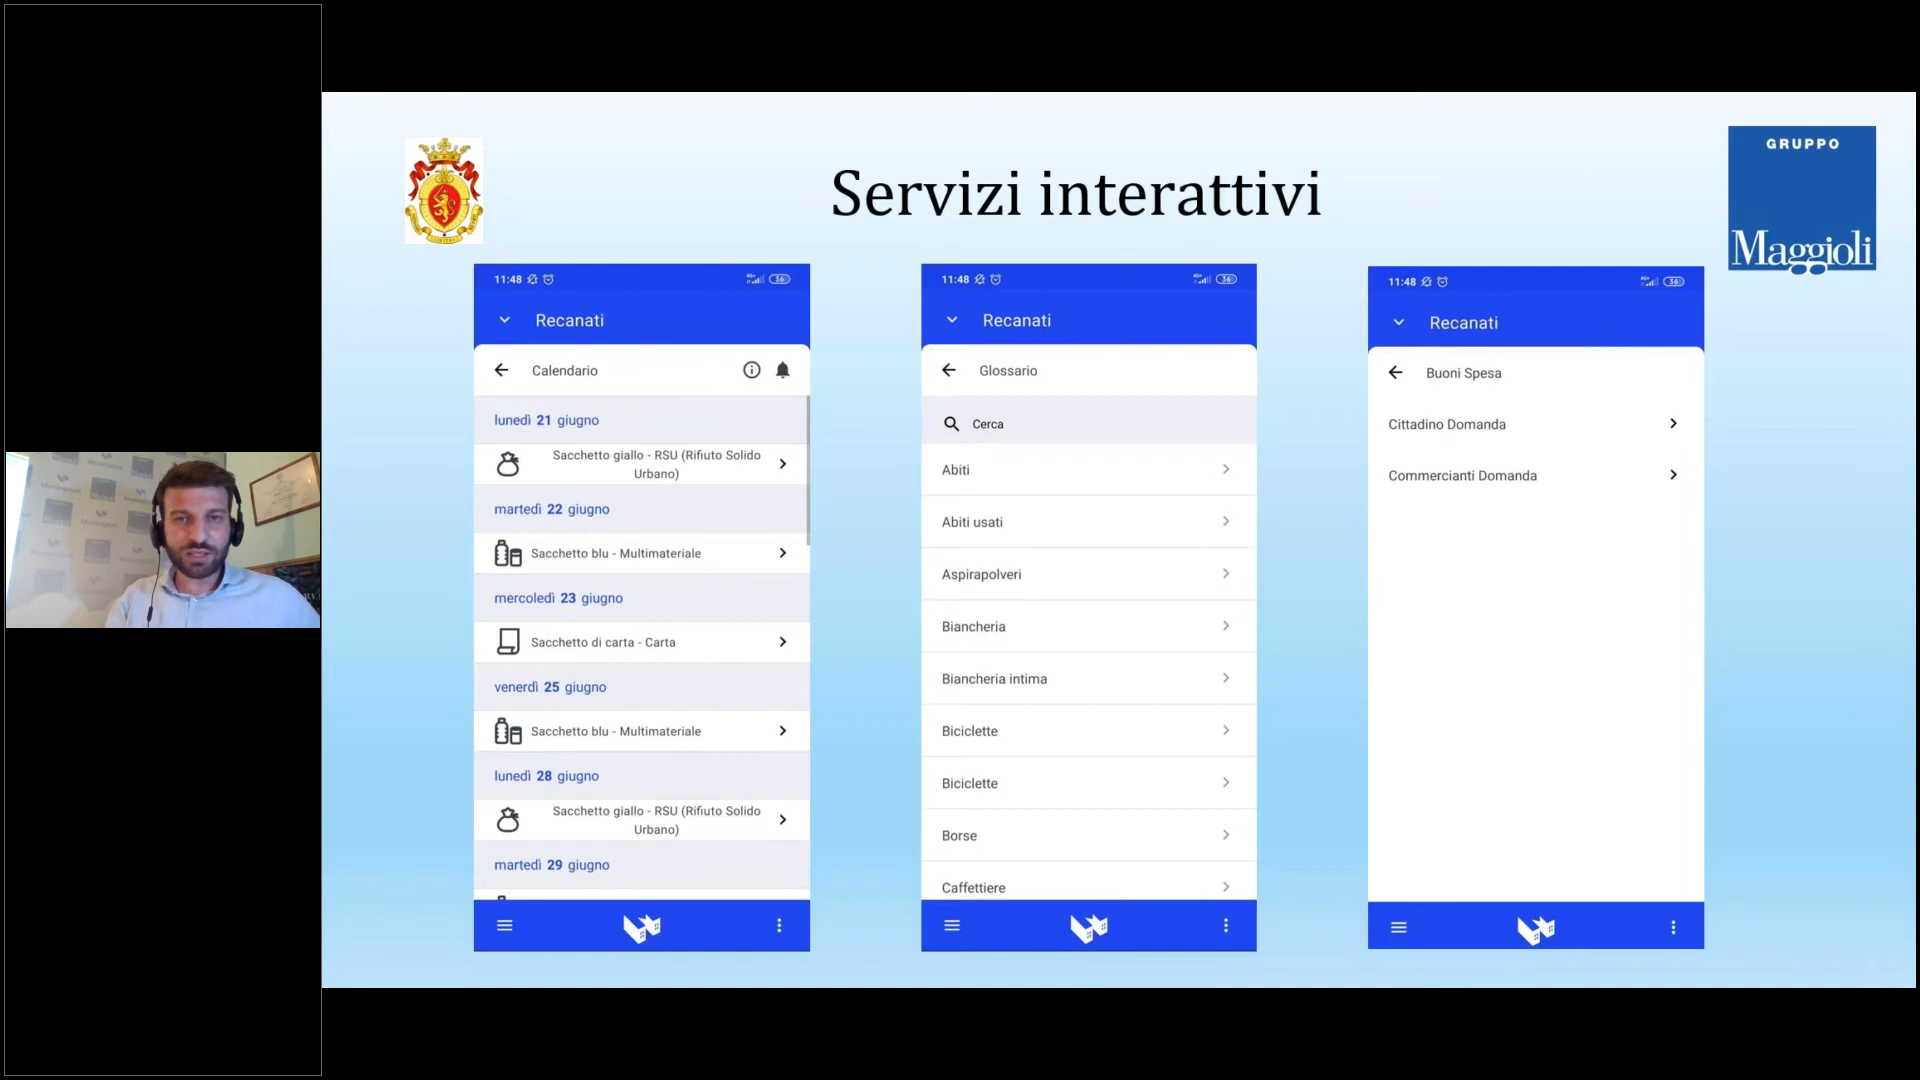 Servizi interattivi
GRUPPO
Maggioli
11:48
36
Recanati
Calendario
lunedì 21 giugno
Sacchetto giallo - RSU (Rifiuto Solido
Urbano)
martedì 22 giugno
Sacchetto blu - Multimateriale
mercoledì 23 giugno
Sacchetto di carta - Carta
venerdì 25 giugno
Sacchetto blu - Multimateriale
lunedì 28 giugno
Sacchetto giallo - RSU (Rifiuto Solido
Urbano)
martedì 29 giugno
11:48
36
Recanati
Glossario
Cerca
Abiti
Abiti usati
Aspirapolveri
Biancheria
Biancheria intima
Biciclette
Biciclette
Borse
Caffettiere
11:48
36
Recanati
Buoni Spesa
Cittadino Domanda
Commercianti Domanda